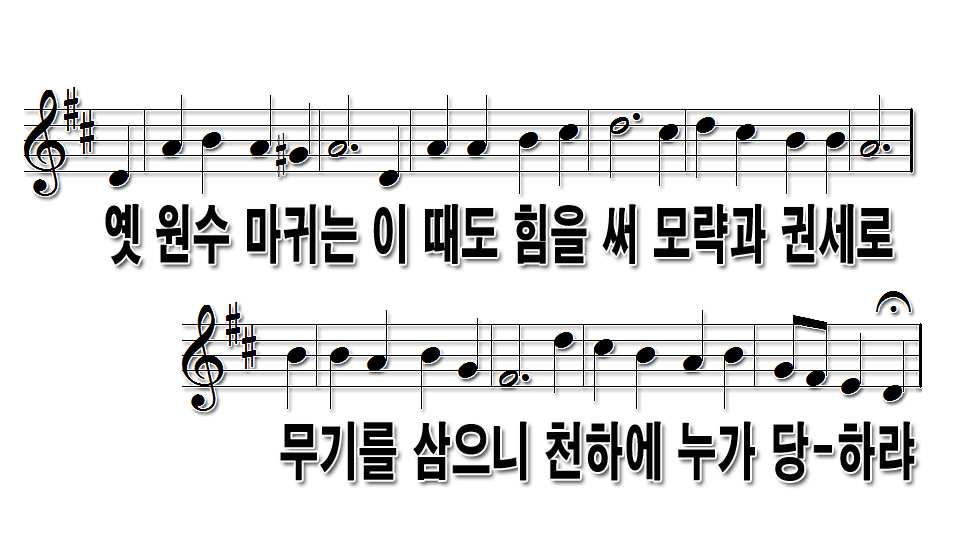 옛 원수 마귀는 이 때도 힘을 써 모략과 권세로
무기를 삼으니 천하에 누가 당-하랴